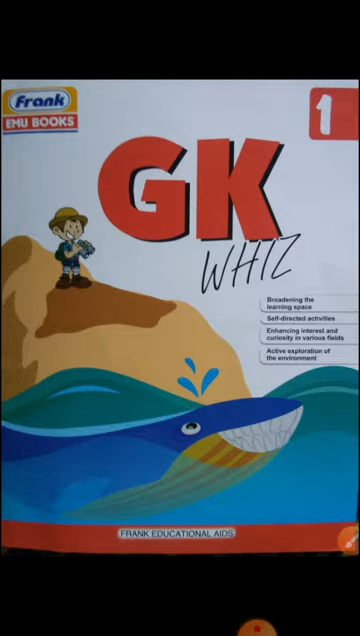 Frank
EMU BOOKS
1
GK
WHIZ
Broadening the
learning space
Self-directed activities
Enhancing interest and
curiosity in various fields
Active exploration of
the environment
FRANK EDUCATIONAL AIDS